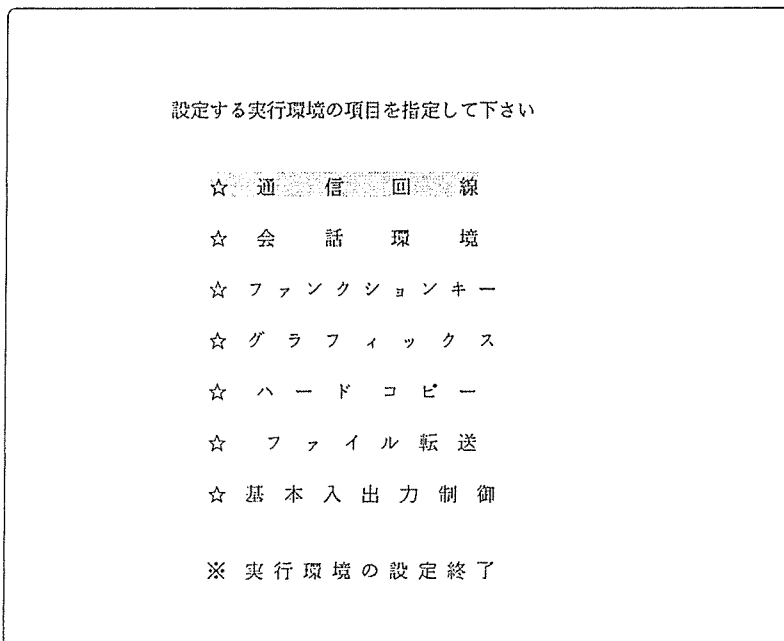 設定する実行環境の項目を指定して下さい
☆ 通信回線
☆ 会話環境
☆ ファンクションキー
☆ グラフィックス
☆ ハードコピー
☆ ファイル転送
☆ 基本入出力制御
※ 実行環境の設定終了